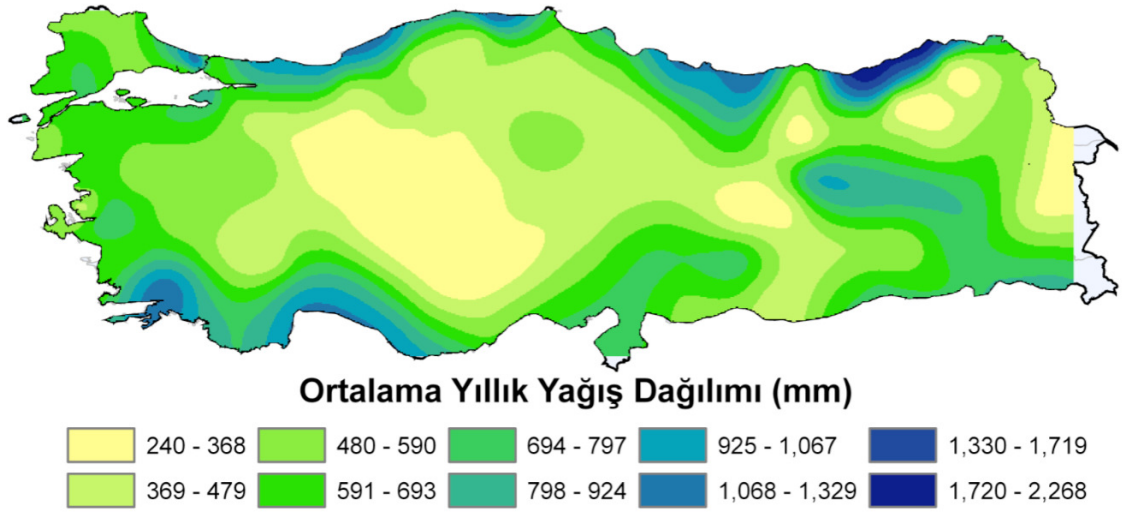 Ortalama Yıllık Yağış Dağılımı (mm)
240 - 368 480 - 590 694 - 797 925 - 1,067 1,330 - 1,719
369 - 479 591 - 693 798 - 924 1,068 - 1,329 1,720 - 2,268